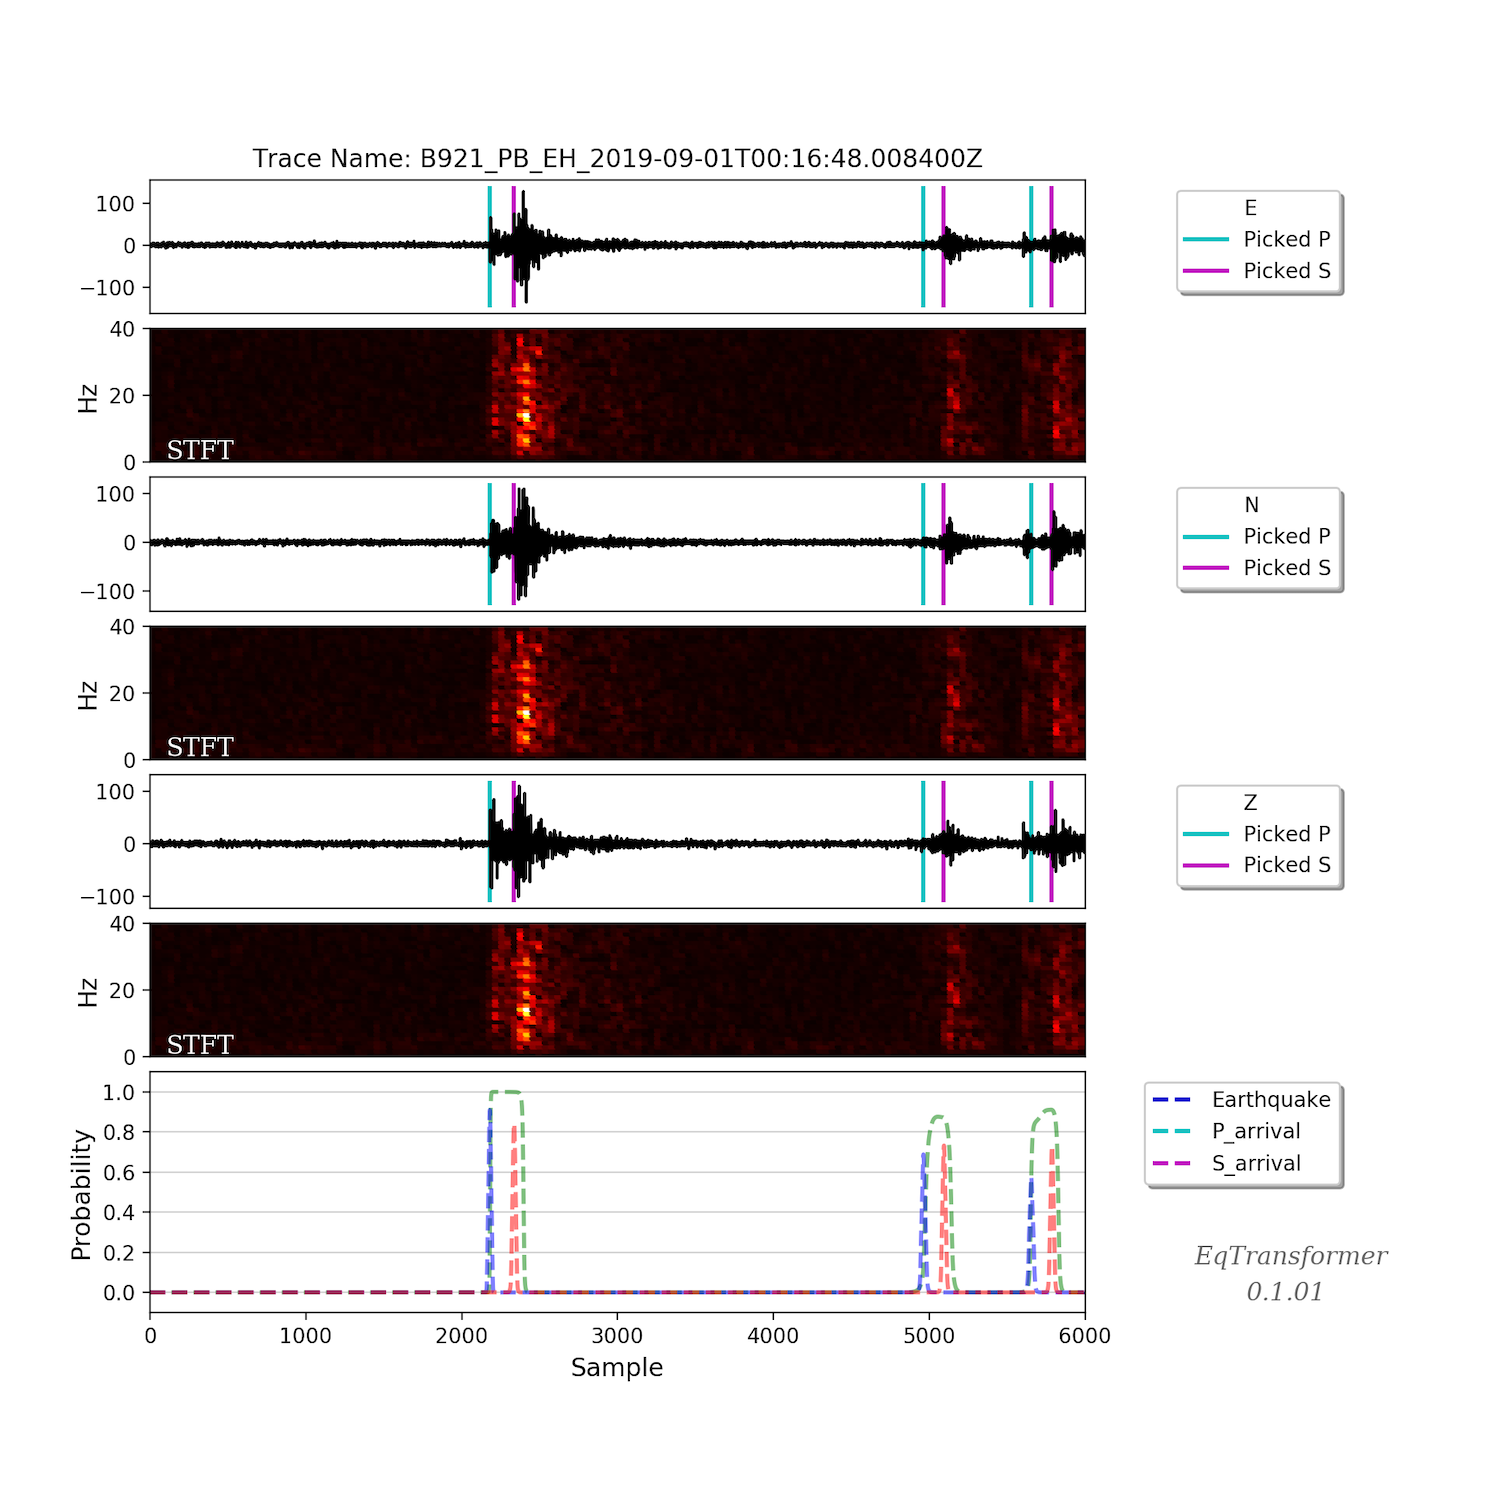 Trace Name: B921_PB_EH_2019-09-01T00:16:48.008400Z
100
0
−100
E
Picked P
Picked S
40
20
0
Hz
STFT
100
0
−100
N
Picked P
Picked S
40
20
0
Hz
STFT
100
0
−100
Z
Picked P
Picked S
40
20
0
Hz
STFT
1.0
0.8
0.6
0.4
0.2
0.0
Probability
Earthquake
P_arrival
S_arrival
EqTransformer
0.1.01
0 1000 2000 3000 4000 5000 6000
Sample